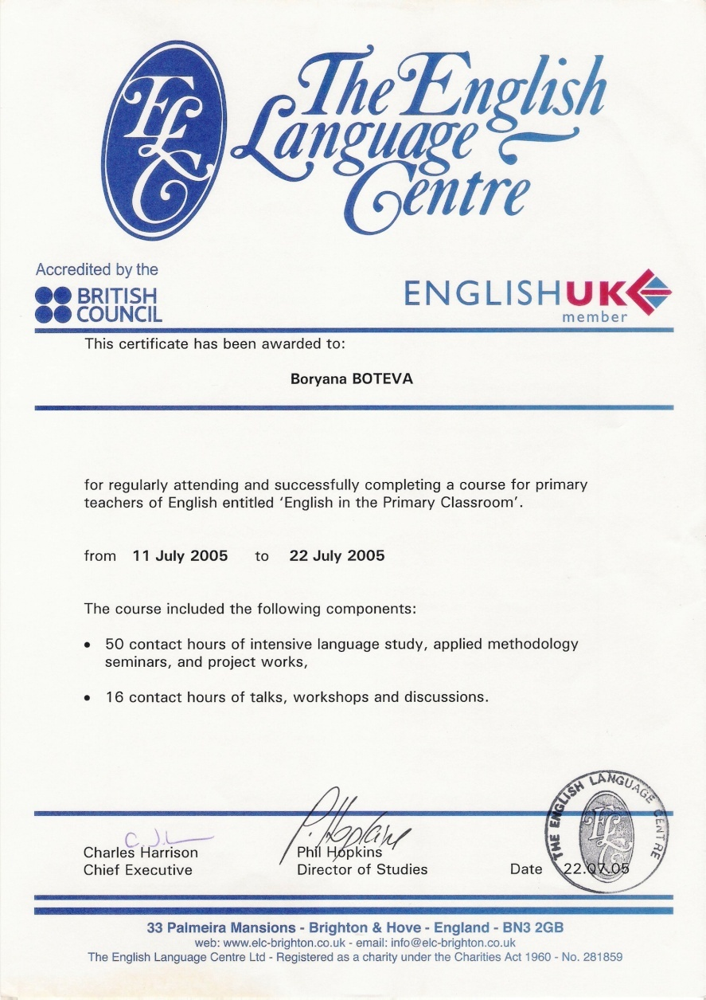 ELC
The English
Language
Centre
Accredited by the
BRITISH
COUNCIL
ENGLISHUK
member
This certificate has been awarded to:
Boryana BOTEVA
for regularly attending and successfully completing a course for primary
teachers of English entitled ‘English in the Primary Classroom’.
from 11 July 2005 to 22 July 2005
The course included the following components:
• 50 contact hours of intensive language study, applied methodology
seminars, and project works,
• 16 contact hours of talks, workshops and discussions.
THE ENGLISH LANGUAGE CENTRE
ELC
P. Hopkins
Charles Harrison Phil Hopkins
Chief Executive Director of Studies Date 22.07.05
33 Palmeira Mansions - Brighton & Hove - England - BN3 2GB
web: www.elc-brighton.co.uk - email: info@elc-brighton.co.uk
The English Language Centre Ltd - Registered as a charity under the Charities Act 1960 - No. 281859